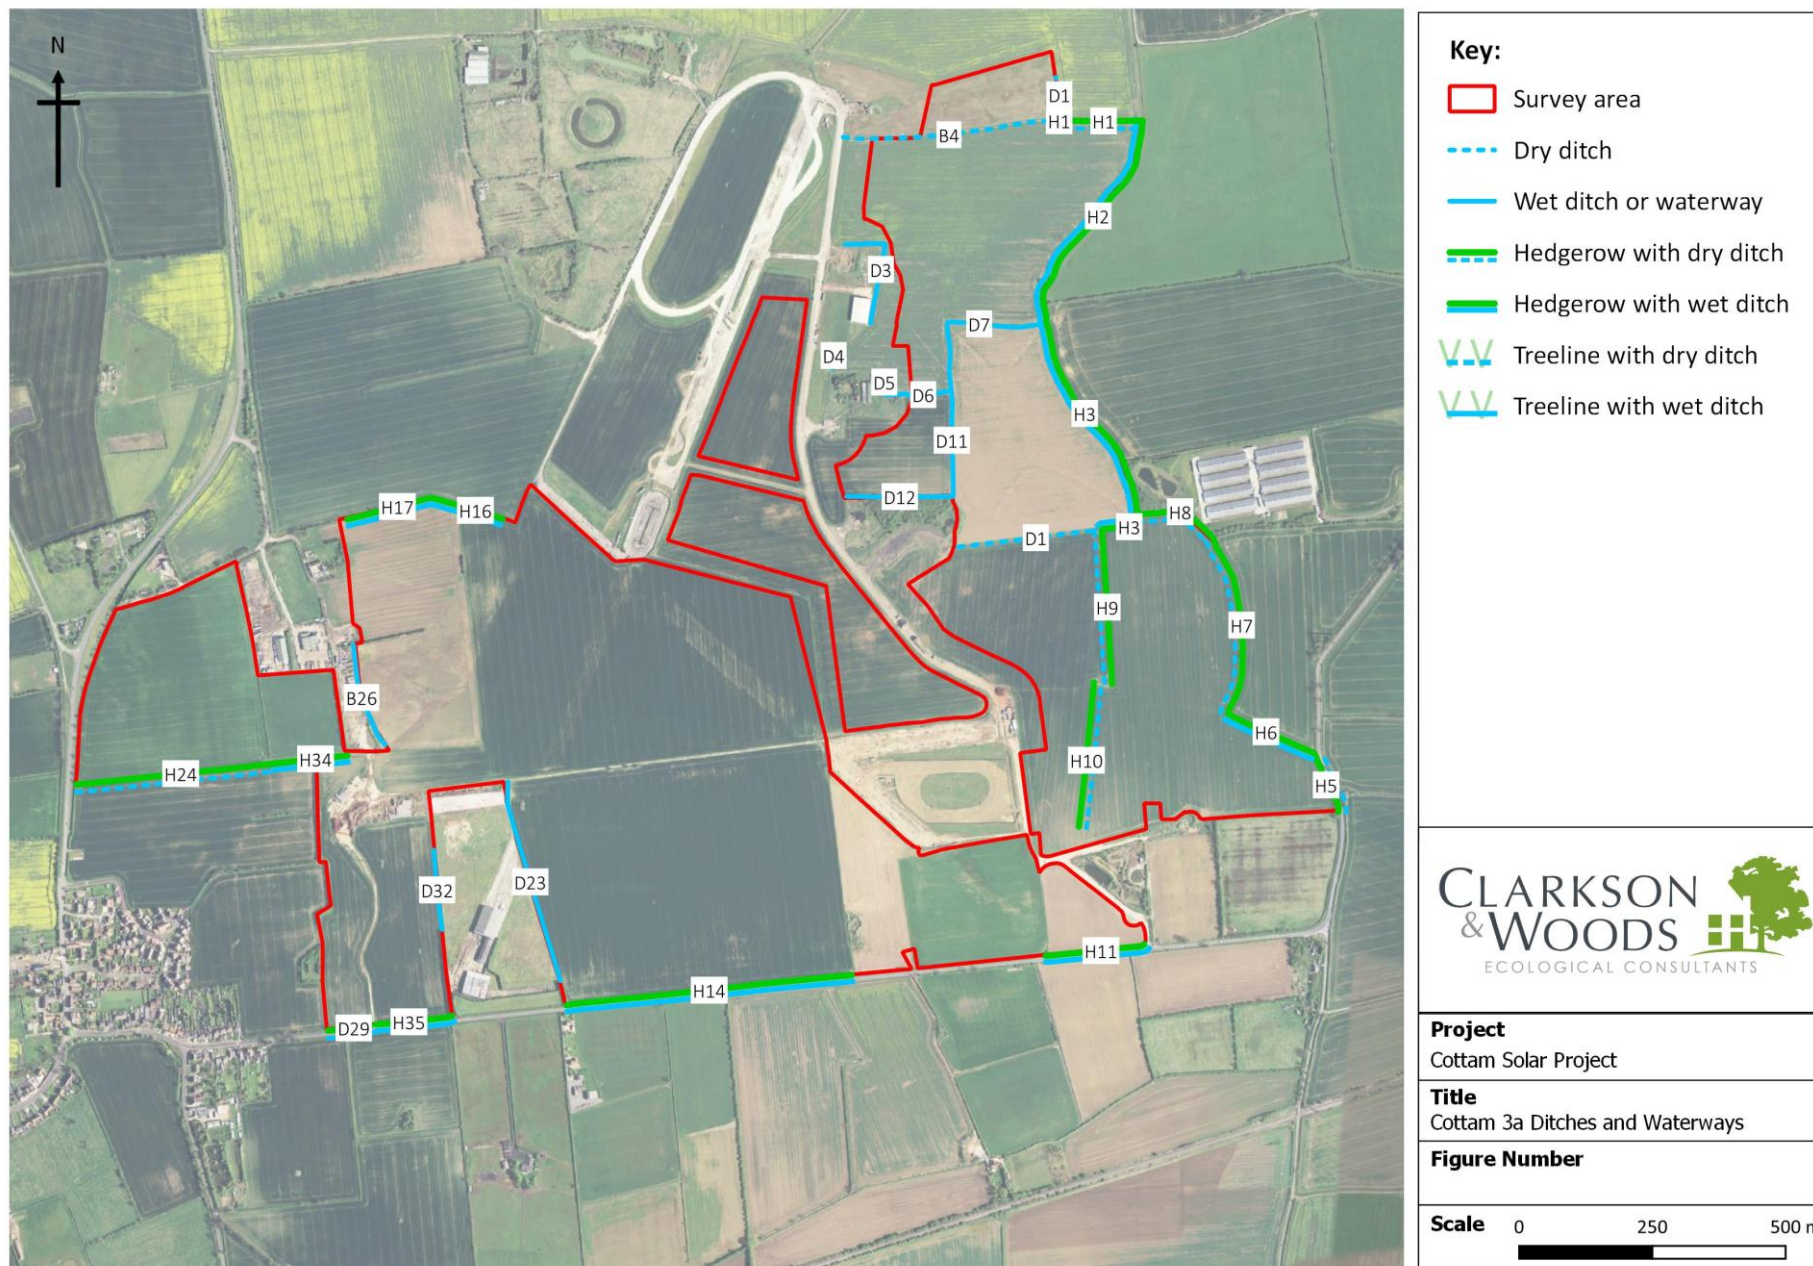 N
D1
H1 H1
B4
H2
D3
D7
D4
D5
D6
H3
D11
D12
H17
H16
H8
H3
D1
H9
H7
B26
H6
H34
H24
H10
H5
D32
D23
H11
H14
D29
H35
Key:
Survey area
Dry ditch
Wet ditch or waterway
Hedgerow with dry ditch
Hedgerow with wet ditch
Treeline with dry ditch
Treeline with wet ditch
CLARKSON
&WOODS
ECOLOGICAL CONSULTANTS
Project
Cottam Solar Project
Title
Cottam 3a Ditches and Waterways
Figure Number
Scale 0 250 500 m